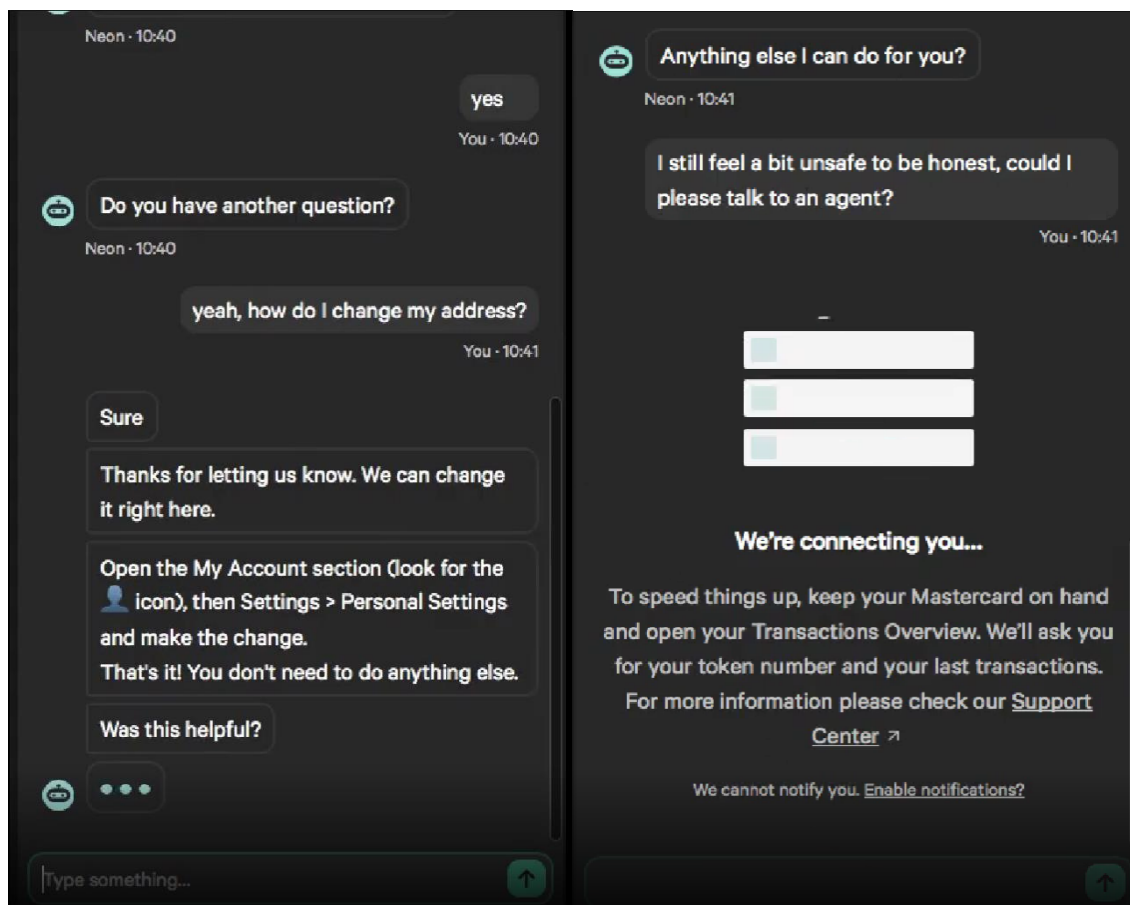 Neon · 10:40
yes
You · 10:40
Do you have another question?
Neon · 10:40
yeah, how do I change my address?
You · 10:41
Sure
Thanks for letting us know. We can change
it right here.
Open the My Account section (look for the
icon), then Settings > Personal Settings
and make the change.
That's it! You don't need to do anything else.
Was this helpful?
Type something...
Anything else I can do for you?
Neon · 10:41
I still feel a bit unsafe to be honest, could I
please talk to an agent?
You · 10:41
We're connecting you...
To speed things up, keep your Mastercard on hand
and open your Transactions Overview. We'll ask you
for your token number and your last transactions.
For more information please check our Support
Center ↗
We cannot notify you. Enable notifications?